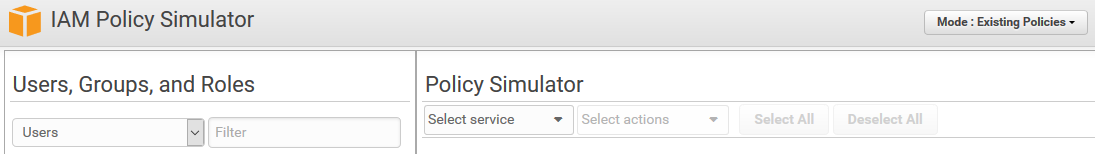 IAM Policy Simulator
Mode : Existing Policies
Users, Groups, and Roles
Users
Filter
Policy Simulator
Select service
Select actions
Select All
Deselect All